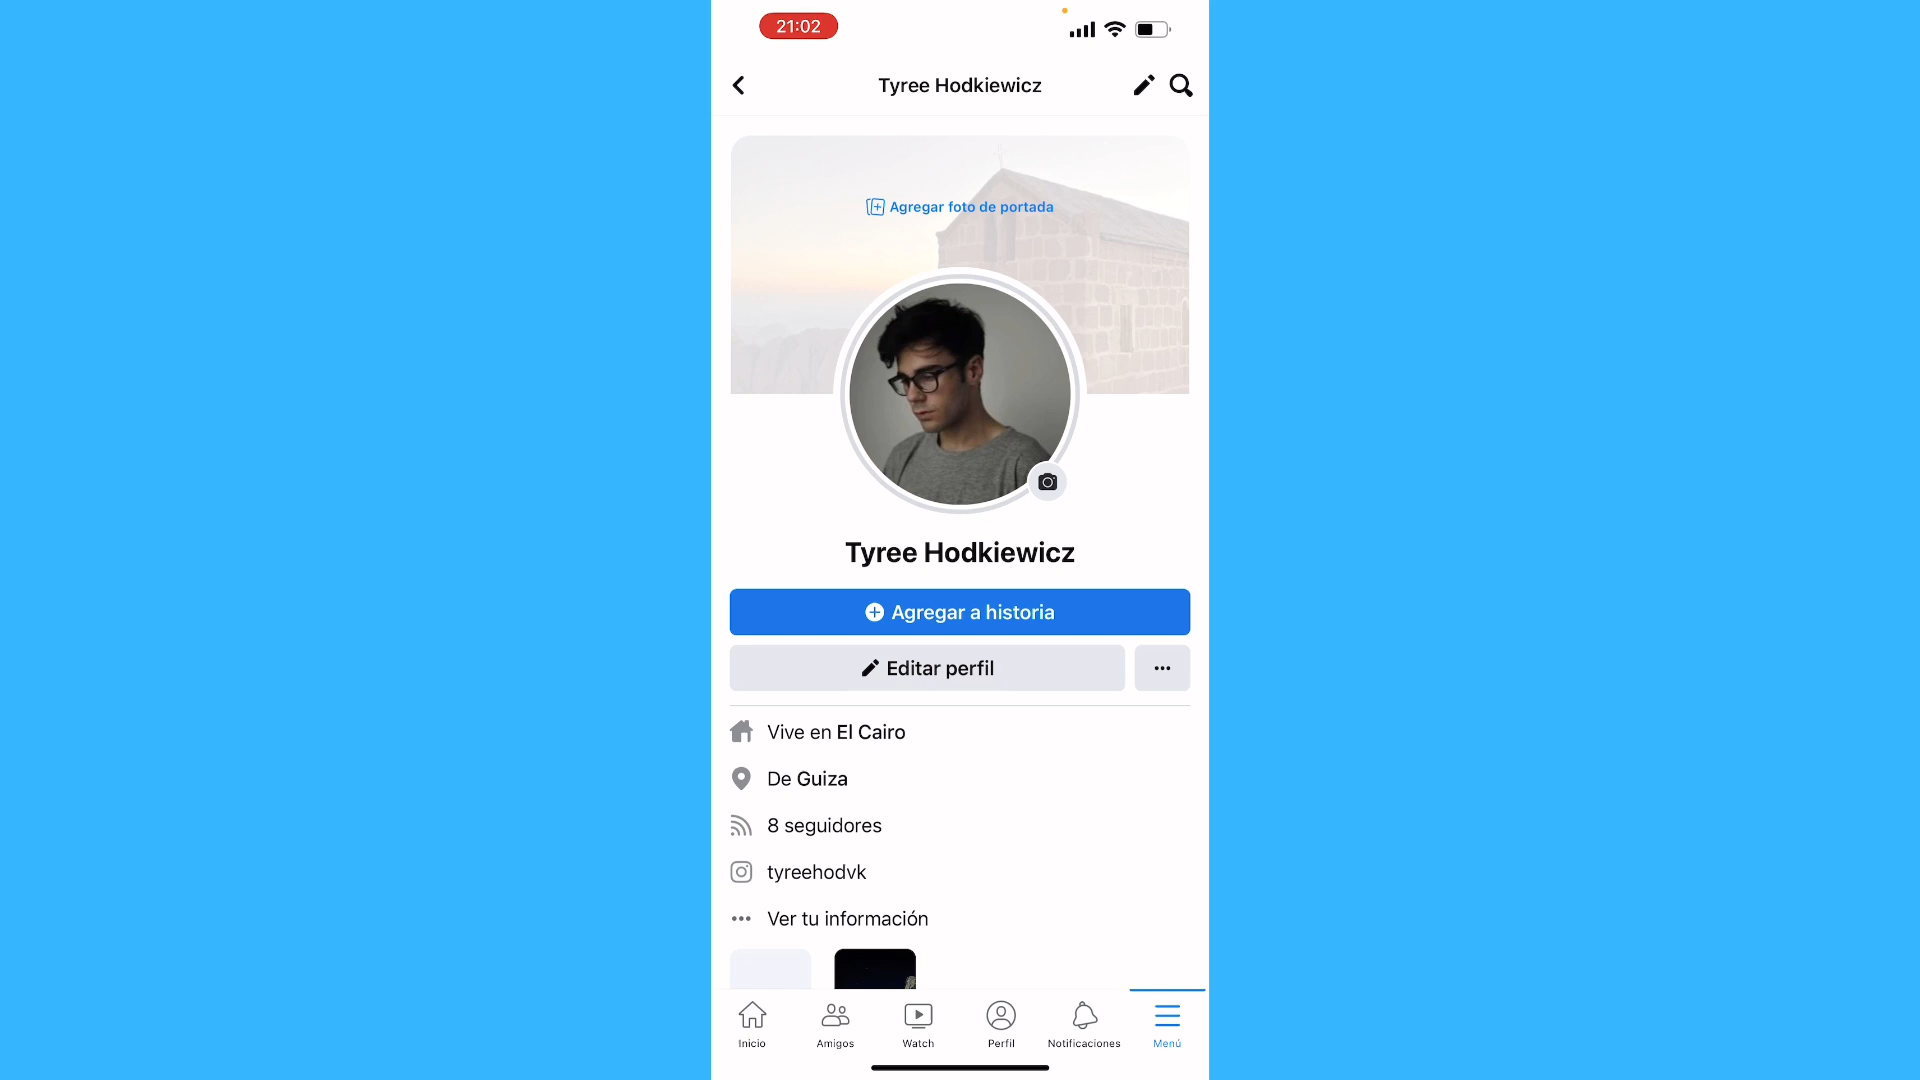 21:02
Tyree Hodkiewicz
Agregar foto de portada
Tyree Hodkiewicz
Agregar a historia
Editar perfil
Vive en El Cairo
De Guiza
8 seguidores
tyreehodvk
Ver tu información
Inicio
Amigos
Watch
Perfil
Notificaciones
Menú